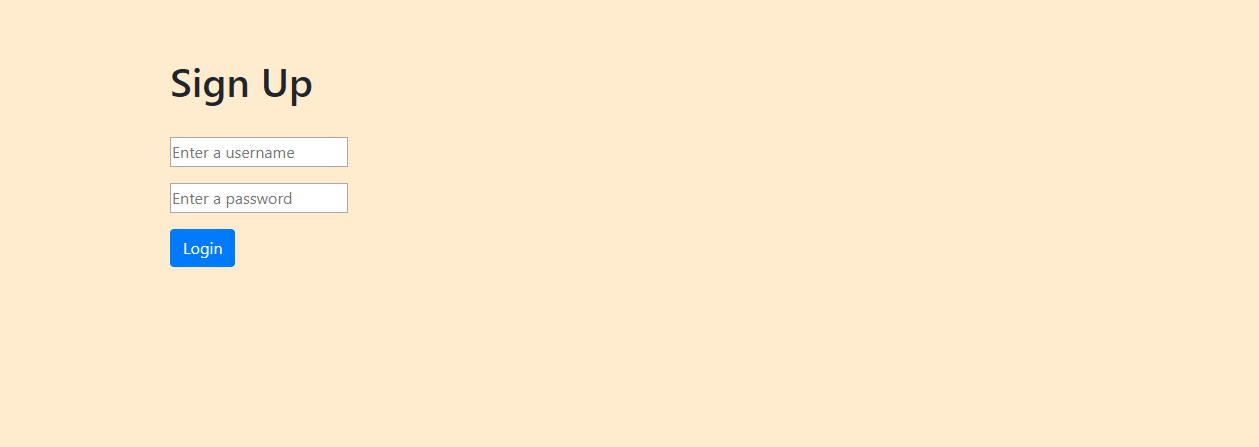 Sign Up
Enter a username
Enter a password
Login